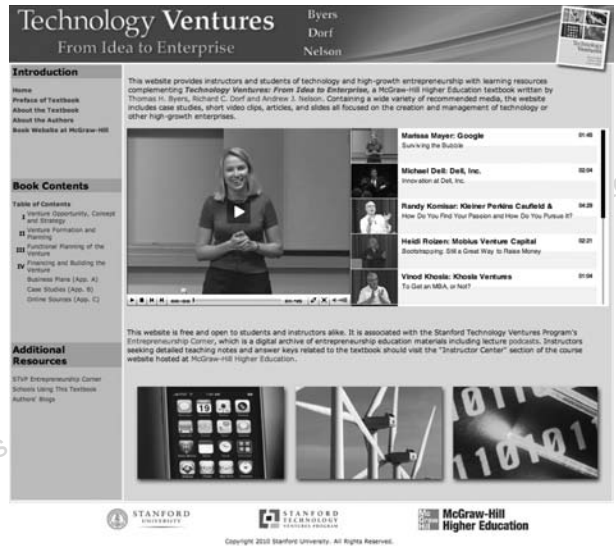 Technology Ventures
From Idea to Enterprise
Byers
Dorf
Nelson
Technology
Ventures
Introduction
Home
Preface of Textbook
About the Textbook
About the Authors
Book Website at McGraw-Hill
Book Contents
Table of Contents
I Venture Opportunity, Concept
and Strategy
II Venture Formation and
Planning
III Functional Planning of the
Venture
IV Financing and Building the
Venture
Business Plans (App. A)
Case Studies (App. B)
Online Sources (App. C)
Additional
Resources
STVP Entrepreneurship Corner
Schools Using This Textbook
Authors' Blogs
This website provides instructors and students of technology and high-growth entrepreneurship with learning resources
complementing Technology Ventures: From Idea to Enterprise, a McGraw-Hill Higher Education textbook written by
Thomas H. Byers, Richard C. Dorf and Andrew J. Nelson. Containing a wide variety of recommended media, the website
includes case studies, short video clips, articles, and slides all focused on the creation and management of technology or
other high-growth enterprises.
Marissa Mayer: Google 01:45
Surviving the Bubble
Michael Dell: Dell, Inc. 02:04
Innovation at Dell, Inc.
Randy Komisar: Kleiner Perkins Caufield & 04:29
How Do You Find Your Passion and How Do You Pursue It?
Heidi Roizen: Mobius Venture Capital 02:21
Bootstrapping: Still a Great Way to Raise Money
Vinod Khosla: Khosla Ventures 01:04
To Get an MBA, or Not?
This website is free and open to students and instructors alike. It is associated with the Stanford Technology Ventures Program's
Entrepreneurship Corner, which is a digital archive of entrepreneurship education materials including lecture podcasts. Instructors
seeking detailed teaching notes and answer keys related to the textbook should visit the "Instructor Center" section of the course
website hosted at McGraw-Hill Higher Education.
19
101011
STANFORD
UNIVERSITY
STANFORD
TECHNOLOGY
VENTURES PROGRAM
McGraw-Hill
Higher Education
Copyright 2010 Stanford University. All Rights Reserved.